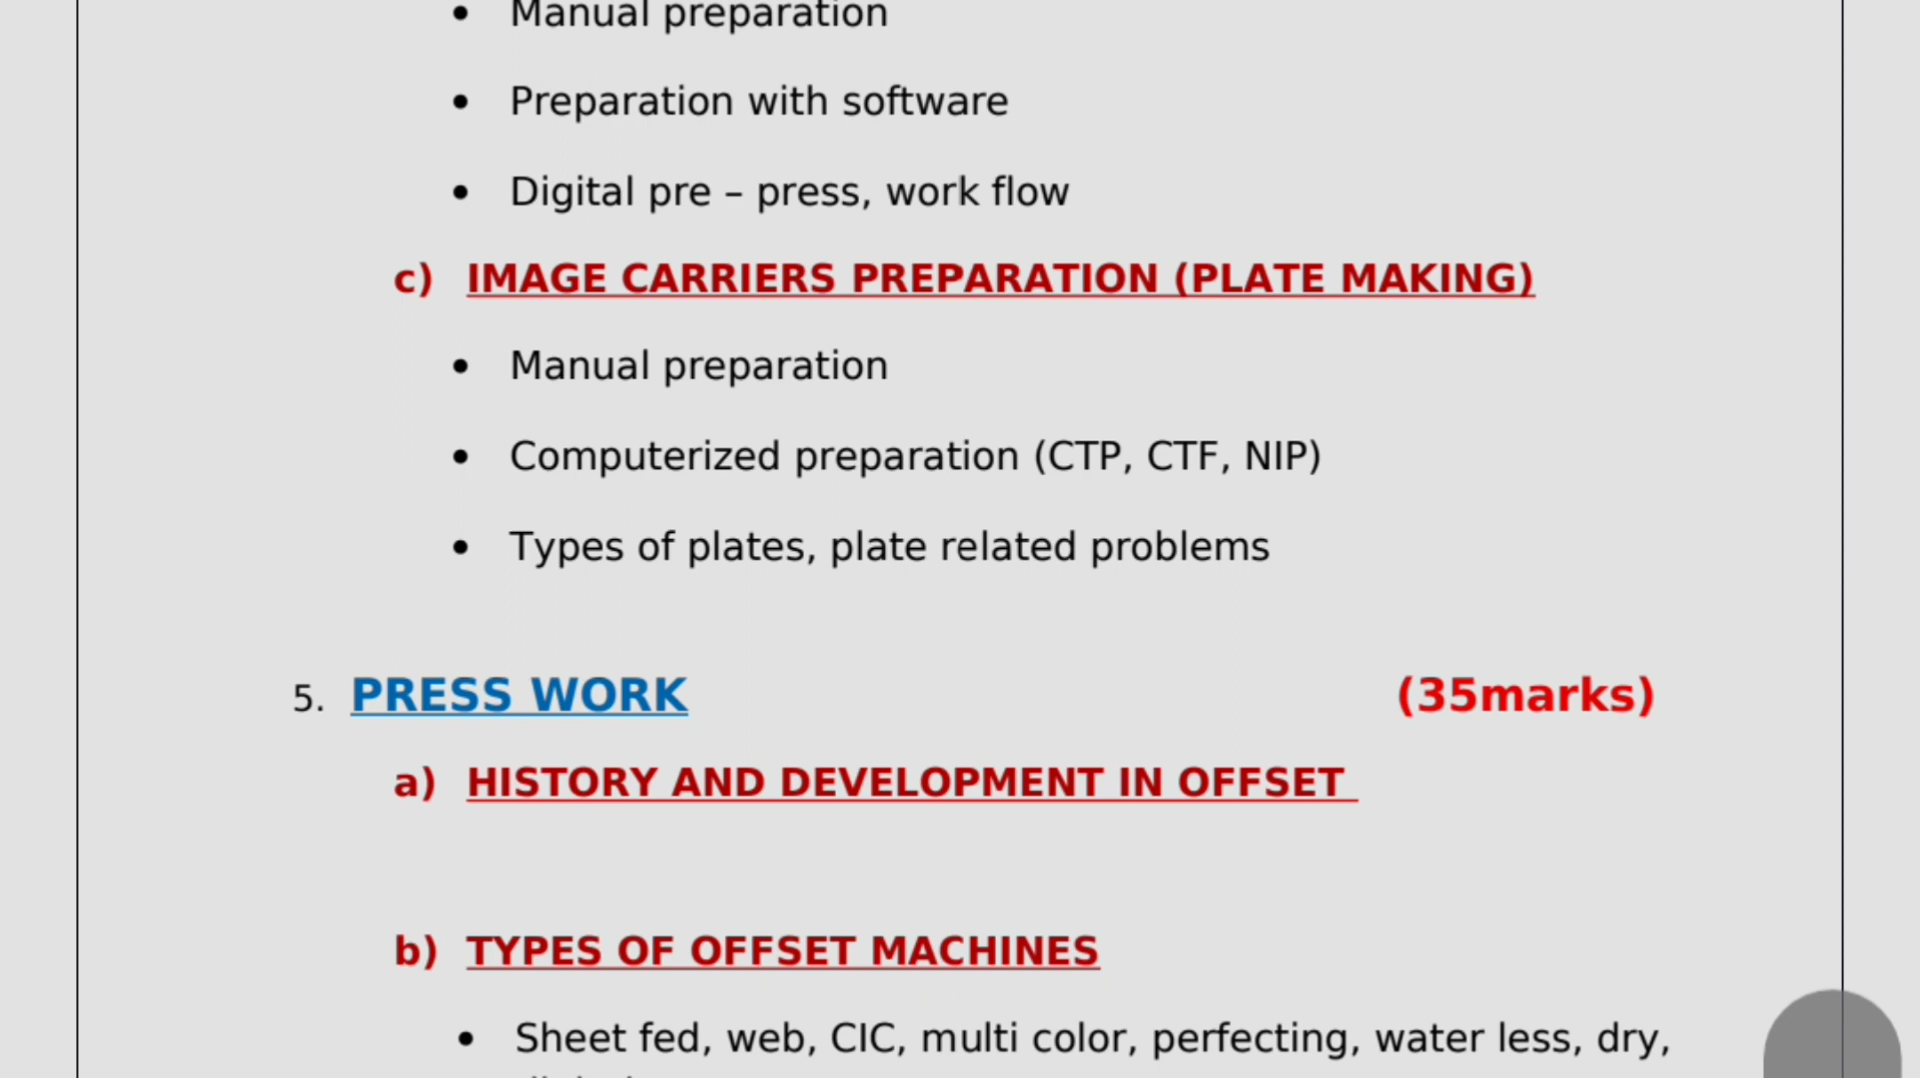 • Manual preparation
• Preparation with software
• Digital pre – press, work flow
c) IMAGE CARRIERS PREPARATION (PLATE MAKING)
• Manual preparation
• Computerized preparation (CTP, CTF, NIP)
• Types of plates, plate related problems
5. PRESS WORK (35marks)
a) HISTORY AND DEVELOPMENT IN OFFSET
b) TYPES OF OFFSET MACHINES
• Sheet fed, web, CIC, multi color, perfecting, water less, dry,